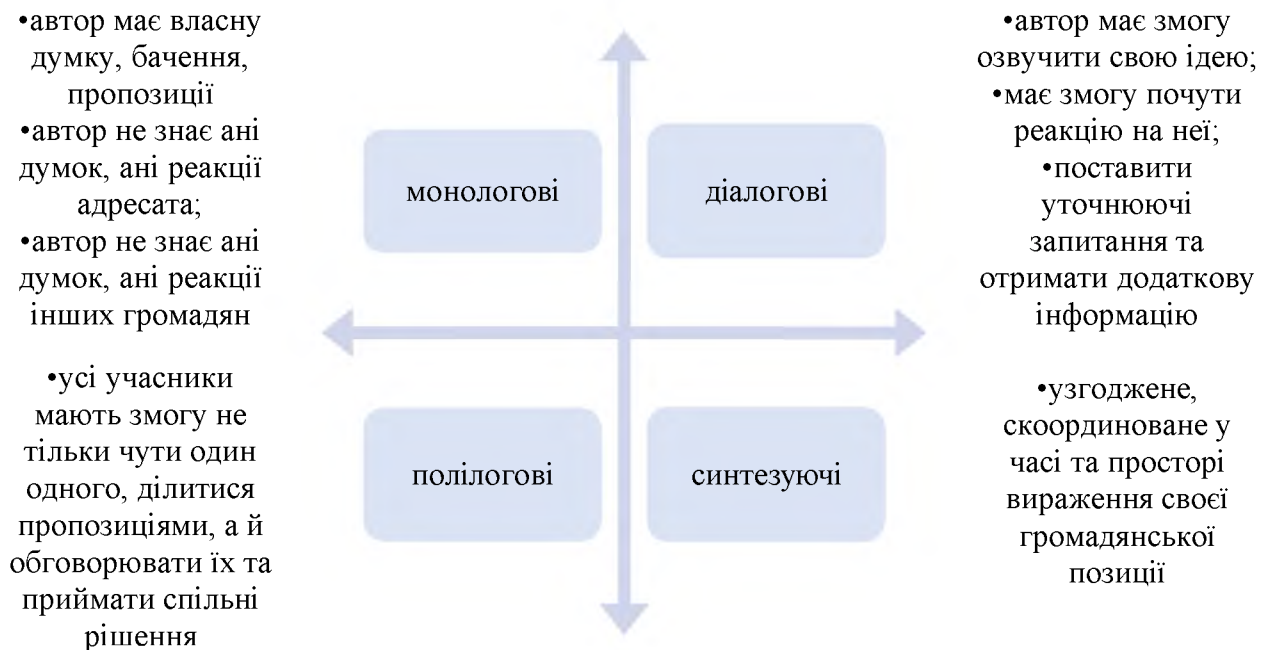 •автор має власну
думку, бачення,
пропозиції
•автор не знає ані
думок, ані реакції
адресата;
•автор не знає ані
думок, ані реакції
інших громадян
монологові
діалогові
•автор має змогу
озвучити свою ідею;
•має змогу почути
реакцію на неї;
•поставити
уточнюючі
запитання та
отримати додаткову
інформацію
•усі учасники
мають змогу не
тільки чути один
одного, ділитися
пропозиціями, а й
обговорювати їх та
приймати спільні
рішення
полілогові
синтезуючі
•узгоджене,
скоординоване у
часі та просторі
вираження своєї
громадянської
позиції